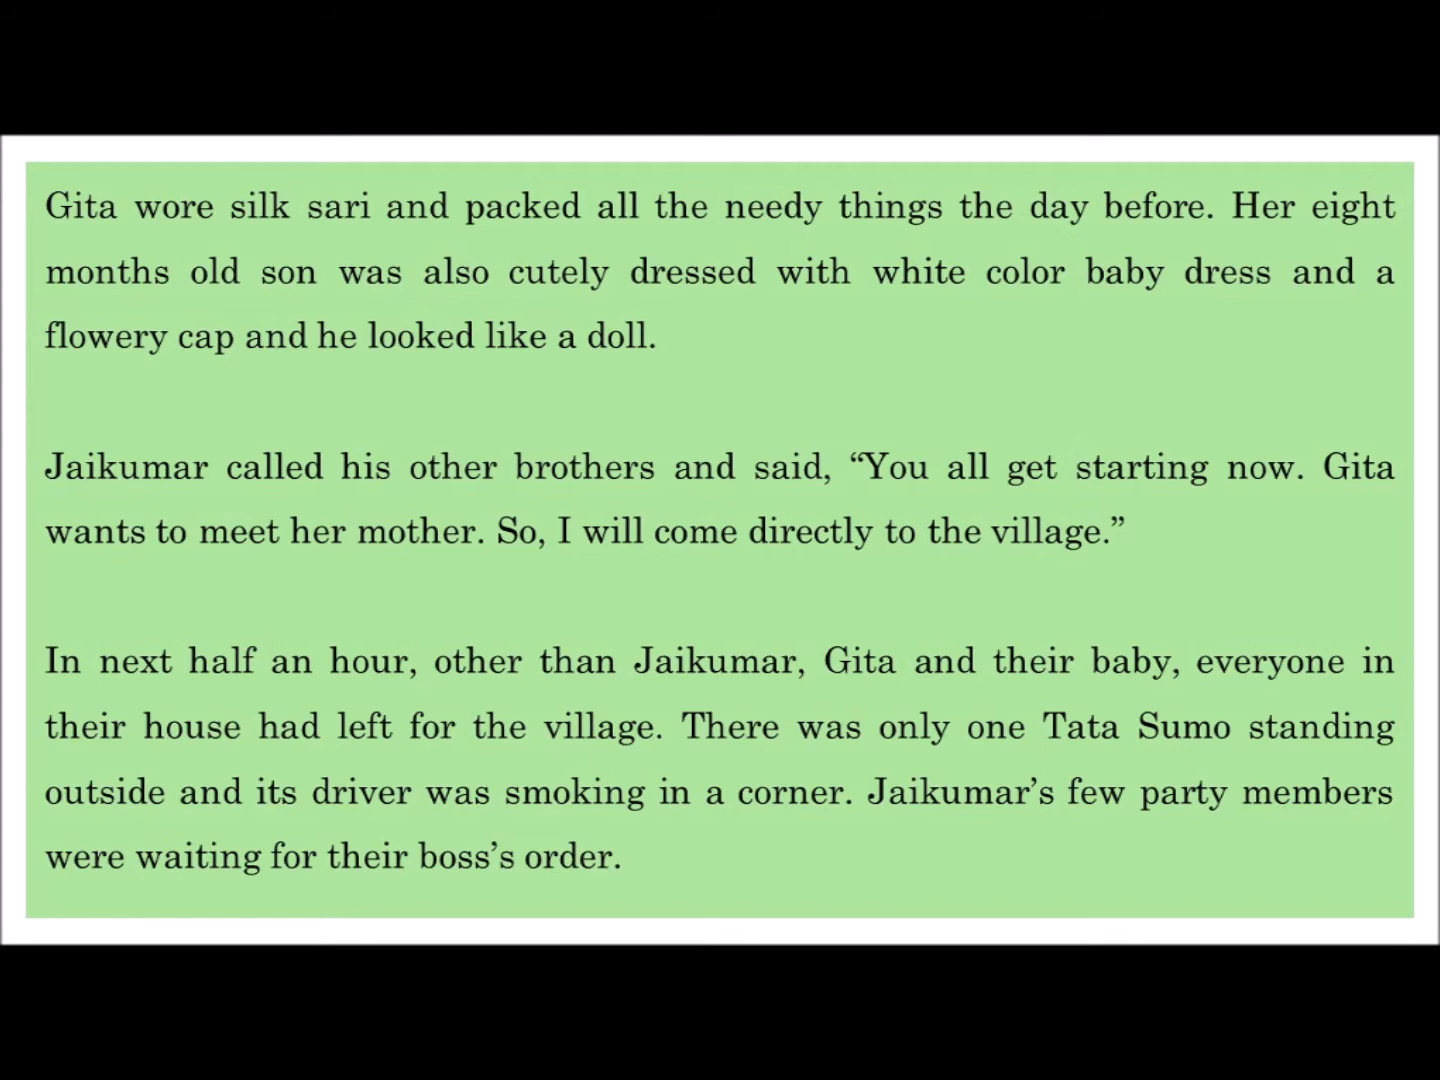 Gita wore silk sari and packed all the needy things the day before. Her eight
months old son was also cutely dressed with white color baby dress and a
flowery cap and he looked like a doll.
Jaikumar called his other brothers and said, “You all get starting now. Gita
wants to meet her mother. So, I will come directly to the village.”
In next half an hour, other than Jaikumar, Gita and their baby, everyone in
their house had left for the village. There was only one Tata Sumo standing
outside and its driver was smoking in a corner. Jaikumar’s few party members
were waiting for their boss’s order.